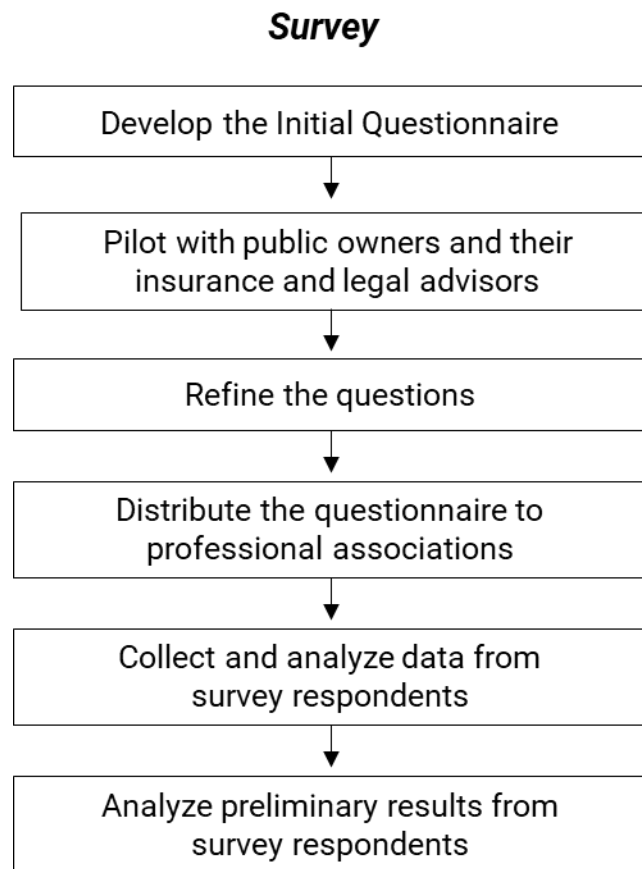 Survey
Develop the Initial Questionnaire
Pilot with public owners and their
insurance and legal advisors
Refine the questions
Distribute the questionnaire to
professional associations
Collect and analyze data from
survey respondents
Analyze preliminary results from
survey respondents